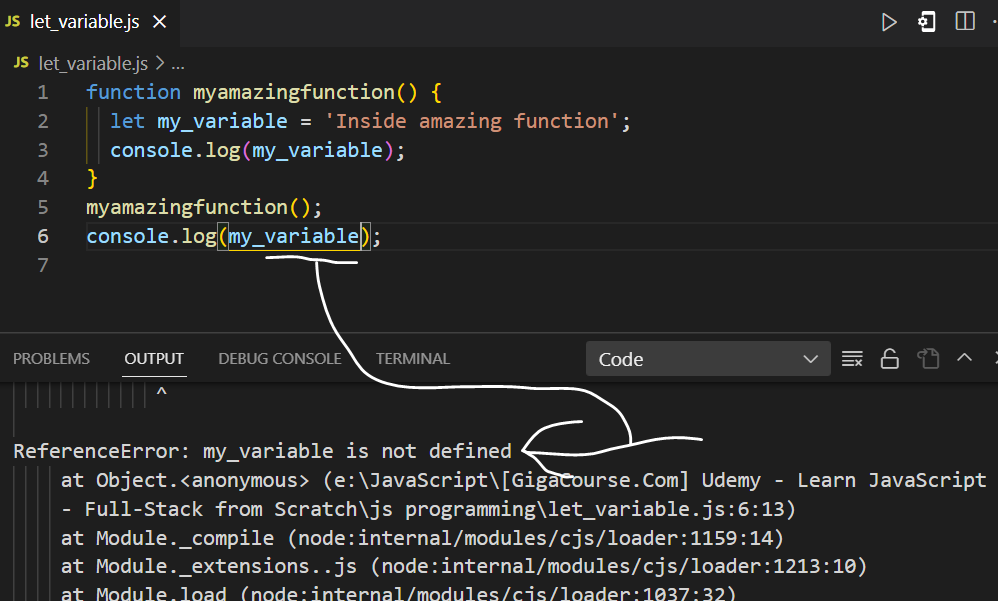 JS let_variable.js
JS let_variable.js > ...
1 function myamazingfunction() {
2 let my_variable = 'Inside amazing function';
3 console.log(my_variable);
4 }
5 myamazingfunction();
6 console.log(my_variable);
7
PROBLEMS OUTPUT DEBUG CONSOLE TERMINAL Code
^
ReferenceError: my_variable is not defined
at Object.<anonymous> (e:\JavaScript\[GigaCourse.Com] Udemy - Learn JavaScript
- Full-Stack from Scratch\js programming\let_variable.js:6:13)
at Module._compile (node:internal/modules/cjs/loader:1159:14)
at Module._extensions..js (node:internal/modules/cjs/loader:1213:10)
at Module.load (node:internal/modules/cjs/loader:1037:32)